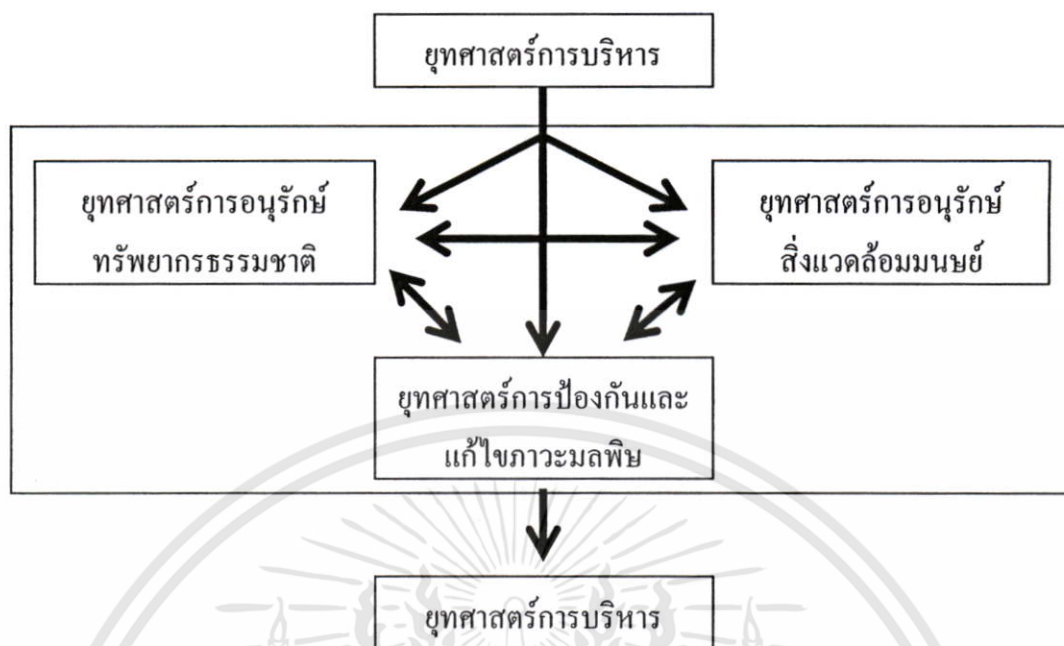 ยุทศาสตร์การบริหาร
ยุทศาสตร์การอนุรักษ์
ทรัพยากรธรรมชาติ
ยุทศาสตร์การอนุรักษ์
สิ่งแวดล้อมมนษย์
ยุทศาสตร์การป้องกันและ
แก้ไขภาวะมลพิษ
ยุทศาสตร์การบริหาร